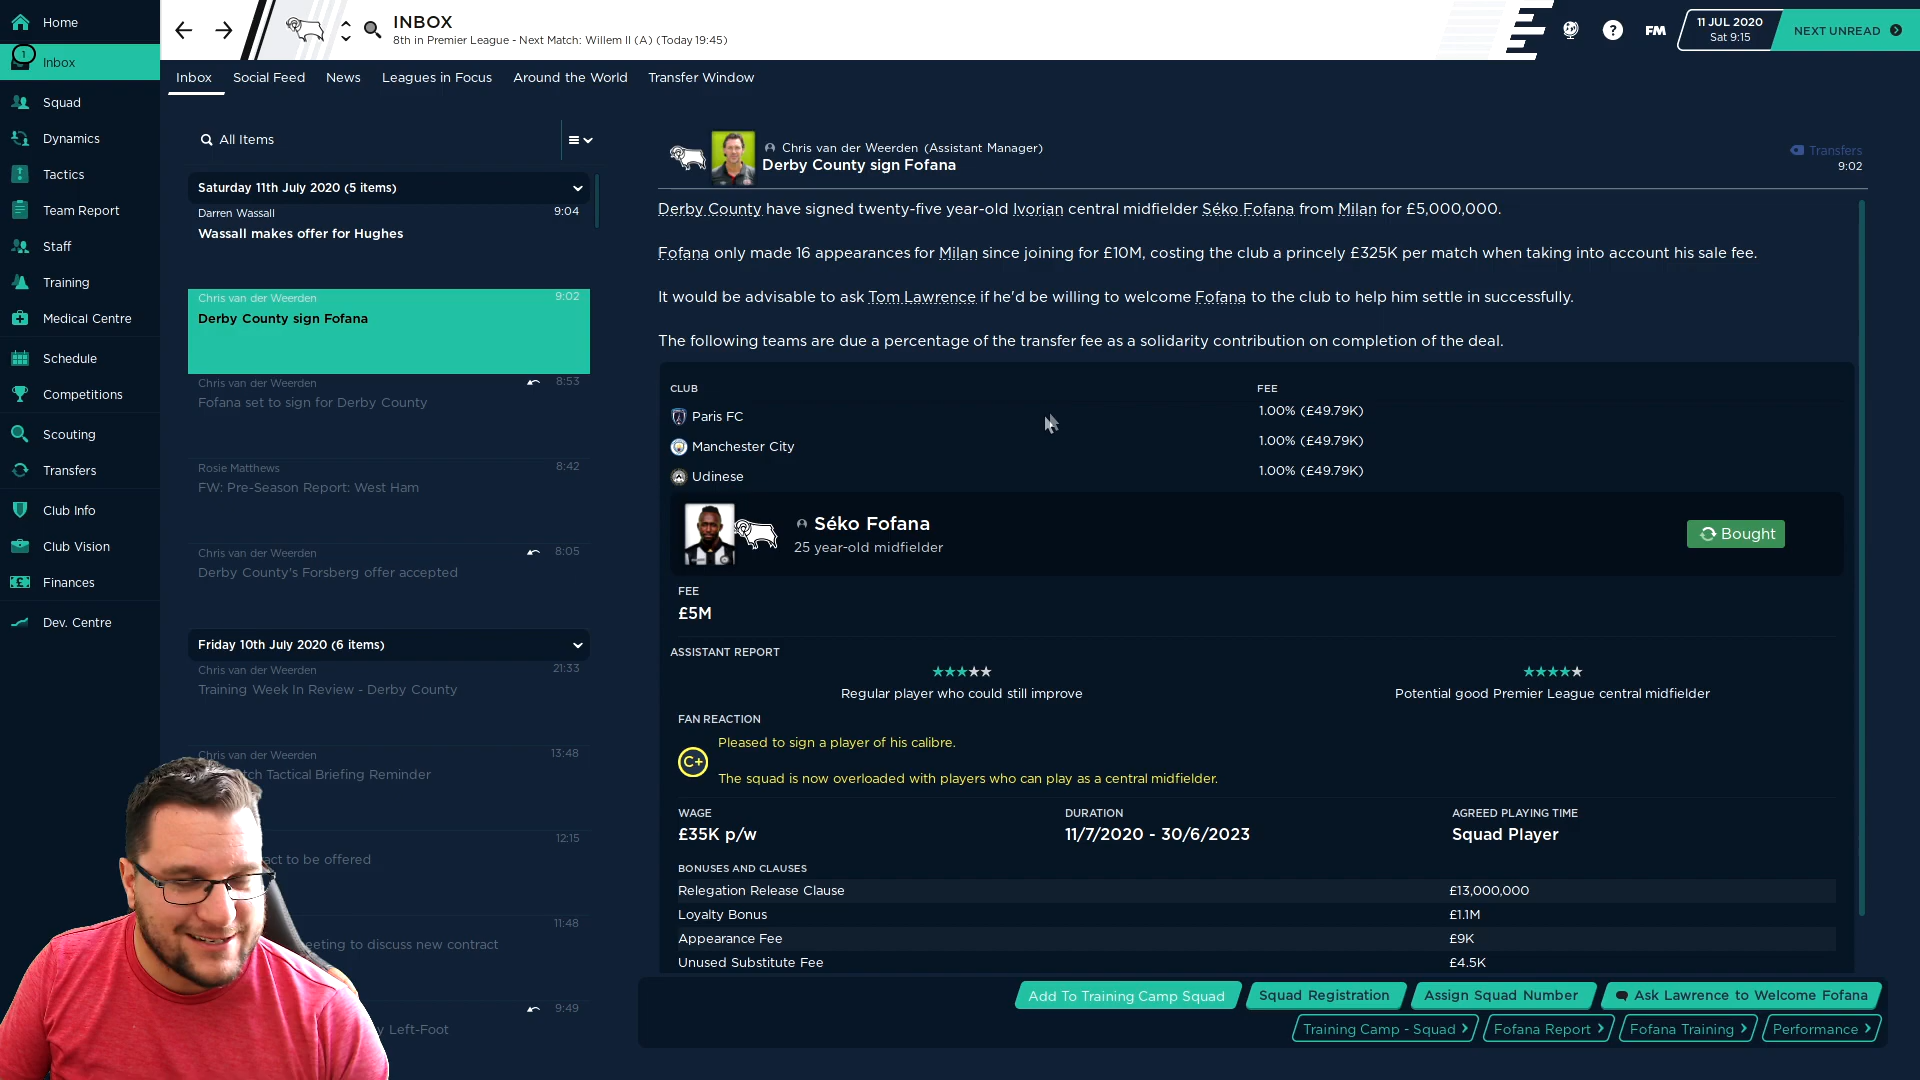 Home
Inbox
1
Squad
Dynamics
Tactics
Team Report
Staff
Training
Medical Centre
Schedule
Competitions
Scouting
Transfers
Club Info
Club Vision
Finances
Dev. Centre
INBOX
8th in Premier League - Next Match: Willem II (A) (Today 19:45)
?
FM
11 JUL 2020
Sat 9:15
NEXT UNREAD
Inbox
Social Feed
News
Leagues in Focus
Around the World
Transfer Window
All Items
Saturday 11th July 2020 (5 items)
Darren Wassall 9:04
Wassall makes offer for Hughes
Chris van der Weerden 9:02
Derby County sign Fofana
Chris van der Weerden 8:53
Fofana set to sign for Derby County
Rosie Matthews 8:42
FW: Pre-Season Report: West Ham
Chris van der Weerden 8:05
Derby County's Forsberg offer accepted
Friday 10th July 2020 (6 items)
Chris van der Weerden 21:33
Training Week In Review - Derby County
Chris van der Weerden 13:48
tch Tactical Briefing Reminder
12:15
act to be offered
11:48
eeting to discuss new contract
9:49
y Left-Foot
Chris van der Weerden (Assistant Manager)
Derby County sign Fofana
Transfers
9:02
Derby County have signed twenty-five year-old Ivorian central midfielder Séko Fofana from Milan for £5,000,000.
Fofana only made 16 appearances for Milan since joining for £10M, costing the club a princely £325K per match when taking into account his sale fee.
It would be advisable to ask Tom Lawrence if he'd be willing to welcome Fofana to the club to help him settle in successfully.
The following teams are due a percentage of the transfer fee as a solidarity contribution on completion of the deal.
CLUB FEE
Paris FC 1.00% (£49.79K)
Manchester City 1.00% (£49.79K)
Udinese 1.00% (£49.79K)
Séko Fofana
25 year-old midfielder
Bought
FEE
£5M
ASSISTANT REPORT
Regular player who could still improve
Potential good Premier League central midfielder
FAN REACTION
C+
Pleased to sign a player of his calibre.
The squad is now overloaded with players who can play as a central midfielder.
WAGE DURATION AGREED PLAYING TIME
£35K p/w 11/7/2020 - 30/6/2023 Squad Player
BONUSES AND CLAUSES
Relegation Release Clause £13,000,000
Loyalty Bonus £1.1M
Appearance Fee £9K
Unused Substitute Fee £4.5K
Add To Training Camp Squad
Squad Registration
Assign Squad Number
Ask Lawrence to Welcome Fofana
Training Camp - Squad
Fofana Report
Fofana Training
Performance